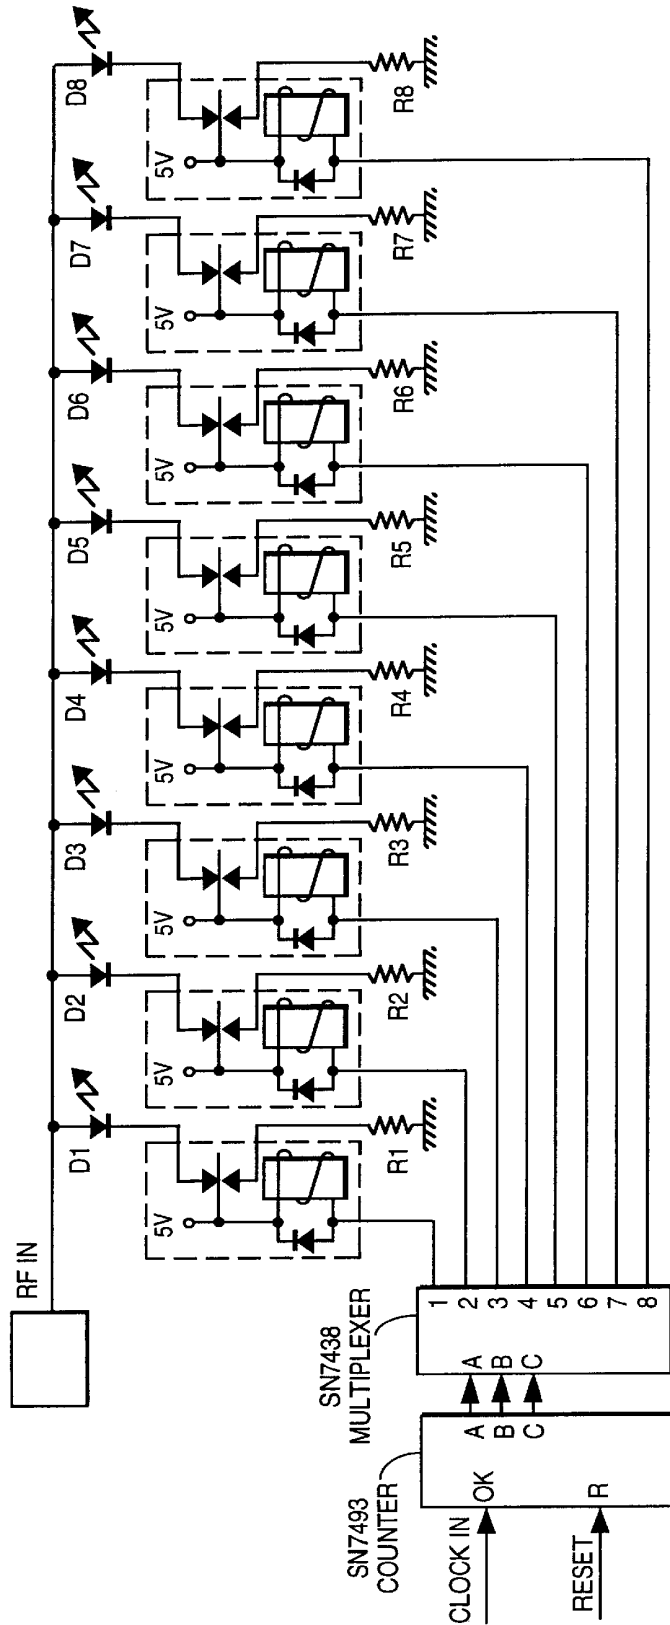 RF IN
D1
D2
D3
D4
D5
D6
D7
D8
5V
5V
5V
5V
5V
5V
5V
5V
R1
R2
R3
R4
R5
R6
R7
R8
SN7438
MULTIPLEXER
A
B
C
1
2
3
4
5
6
7
8
SN7493
COUNTER
CLOCK IN
OK
RESET
R
A
B
C